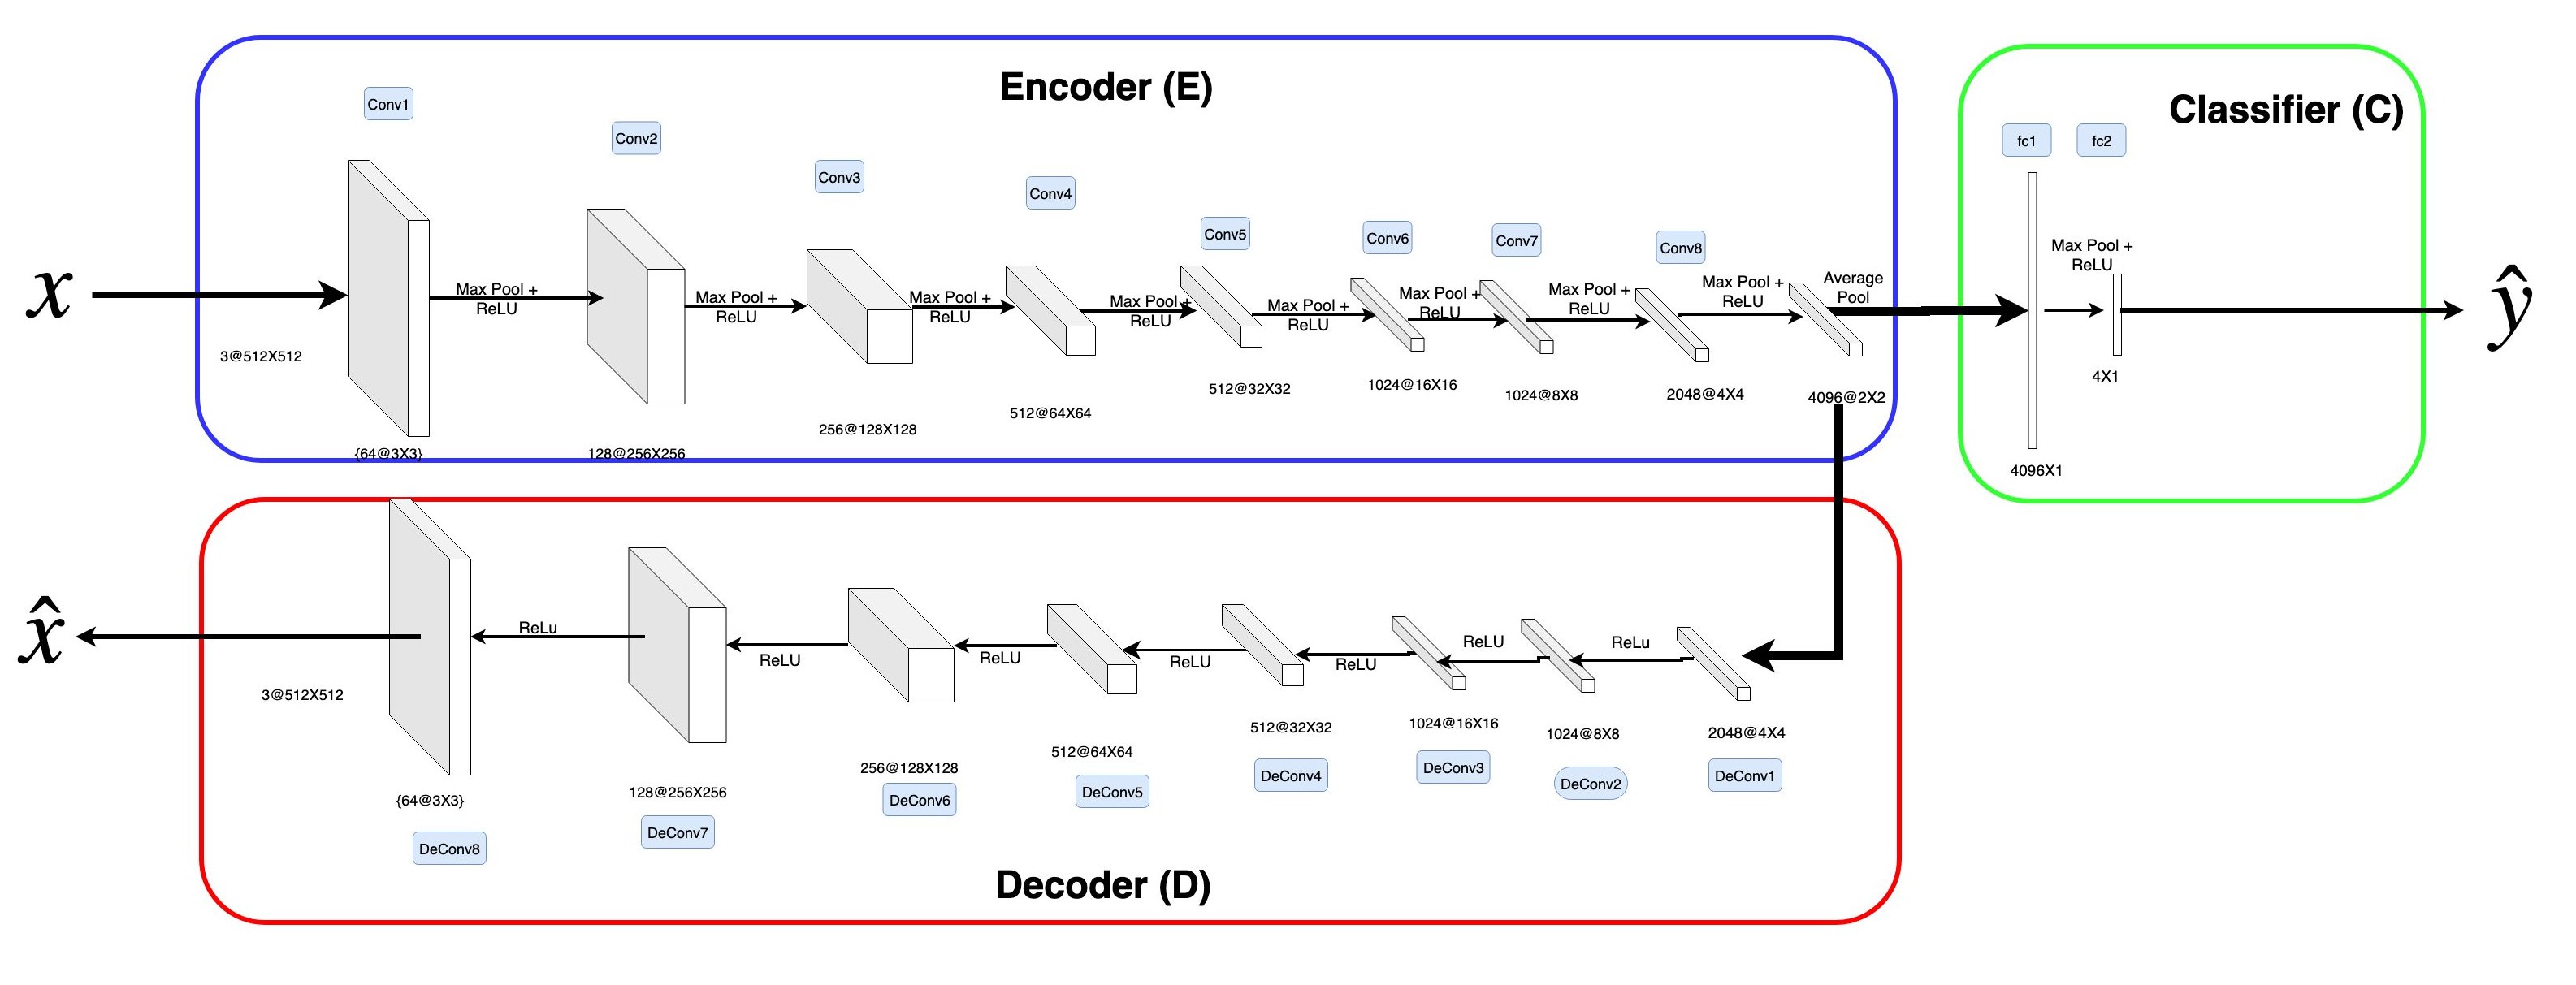 Encoder (E)
Conv1
Conv2
Conv3
Conv4
Conv5
Conv6
Conv7
Conv8
x
Max Pool +
ReLU
Max Pool +
ReLU
Max Pool +
ReLU
Max Pool +
ReLU
Max Pool +
ReLU
Max Pool +
ReLU
Max Pool +
ReLU
Max Pool +
ReLU
Average
Pool
3@512X512
{64@3X3}
128@256X256
256@128X128
512@64X64
512@32X32
1024@16X16
1024@8X8
2048@4X4
4096@2X2
Classifier (C)
fc1
fc2
Max Pool +
ReLU
4X1
4096X1
ŷ
x̂
ReLu
ReLU
ReLU
ReLU
ReLU
ReLU
ReLu
3@512X512
{64@3X3}
128@256X256
256@128X128
512@64X64
512@32X32
1024@16X16
1024@8X8
2048@4X4
DeConv8
DeConv7
DeConv6
DeConv5
DeConv4
DeConv3
DeConv2
DeConv1
Decoder (D)